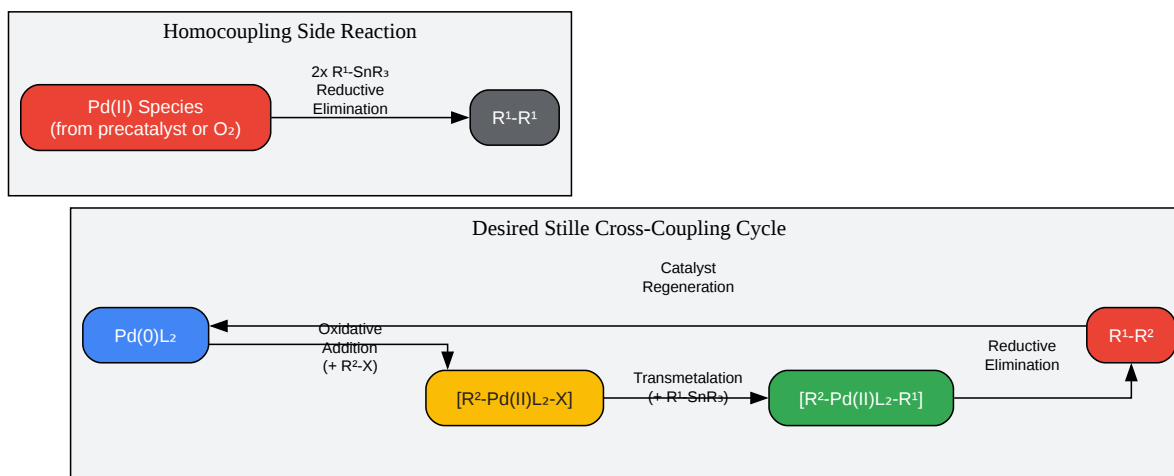 Homocoupling Side Reaction
Pd(II) Species
(from precatalyst or O₂)
2x R¹-SnR₃
Reductive
Elimination
R¹-R¹
Desired Stille Cross-Coupling Cycle
Catalyst
Regeneration
Pd(0)L₂
Oxidative
Addition
(+ R²-X)
[R²-Pd(II)L₂-X]
Transmetalation
(+ R¹-SnR₃)
[R²-Pd(II)L₂-R¹]
Reductive
Elimination
R¹-R²